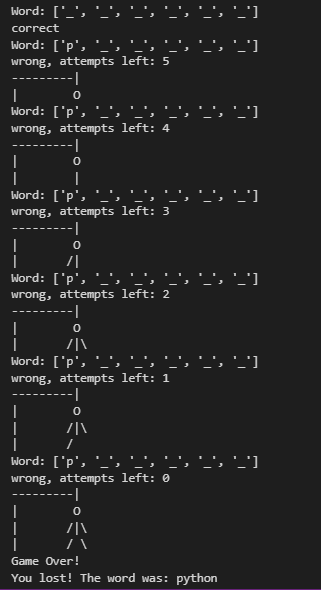 Word: ['_', '_', '_', '_', '_', '_']
correct
Word: ['p', '_', '_', '_', '_', '_']
wrong, attempts left: 5
---------|
|        O
Word: ['p', '_', '_', '_', '_', '_']
wrong, attempts left: 4
---------|
|        O
|        |
Word: ['p', '_', '_', '_', '_', '_']
wrong, attempts left: 3
---------|
|        O
|       /|
Word: ['p', '_', '_', '_', '_', '_']
wrong, attempts left: 2
---------|
|        O
|       /|\
Word: ['p', '_', '_', '_', '_', '_']
wrong, attempts left: 1
---------|
|        O
|       /|\
|       /
Word: ['p', '_', '_', '_', '_', '_']
wrong, attempts left: 0
---------|
|        O
|       /|\
|       / \
Game Over!
You lost! The word was: python